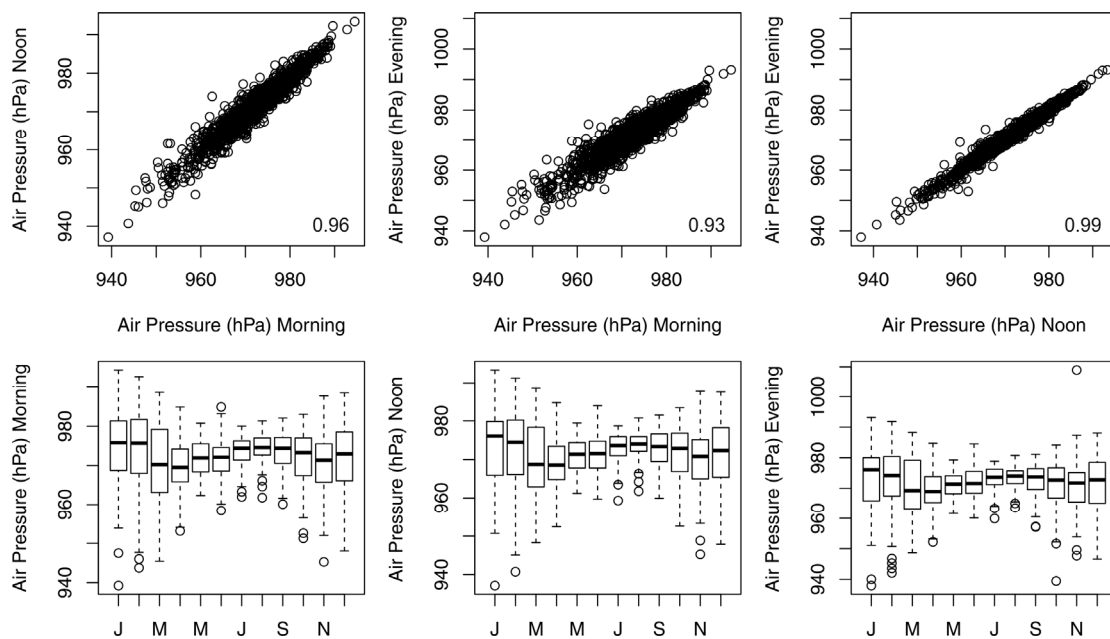 Air Pressure (hPa) Noon
980
960
940
0.96
940 960 980
Air Pressure (hPa) Morning
Air Pressure (hPa) Evening
1000
980
960
940
0.93
940 960 980
Air Pressure (hPa) Morning
Air Pressure (hPa) Evening
1000
980
960
940
0.99
940 960 980
Air Pressure (hPa) Noon
Air Pressure (hPa) Morning
980
960
940
J M M J S N
Air Pressure (hPa) Noon
980
960
940
J M M J S N
Air Pressure (hPa) Evening
1000
980
960
940
J M M J S N